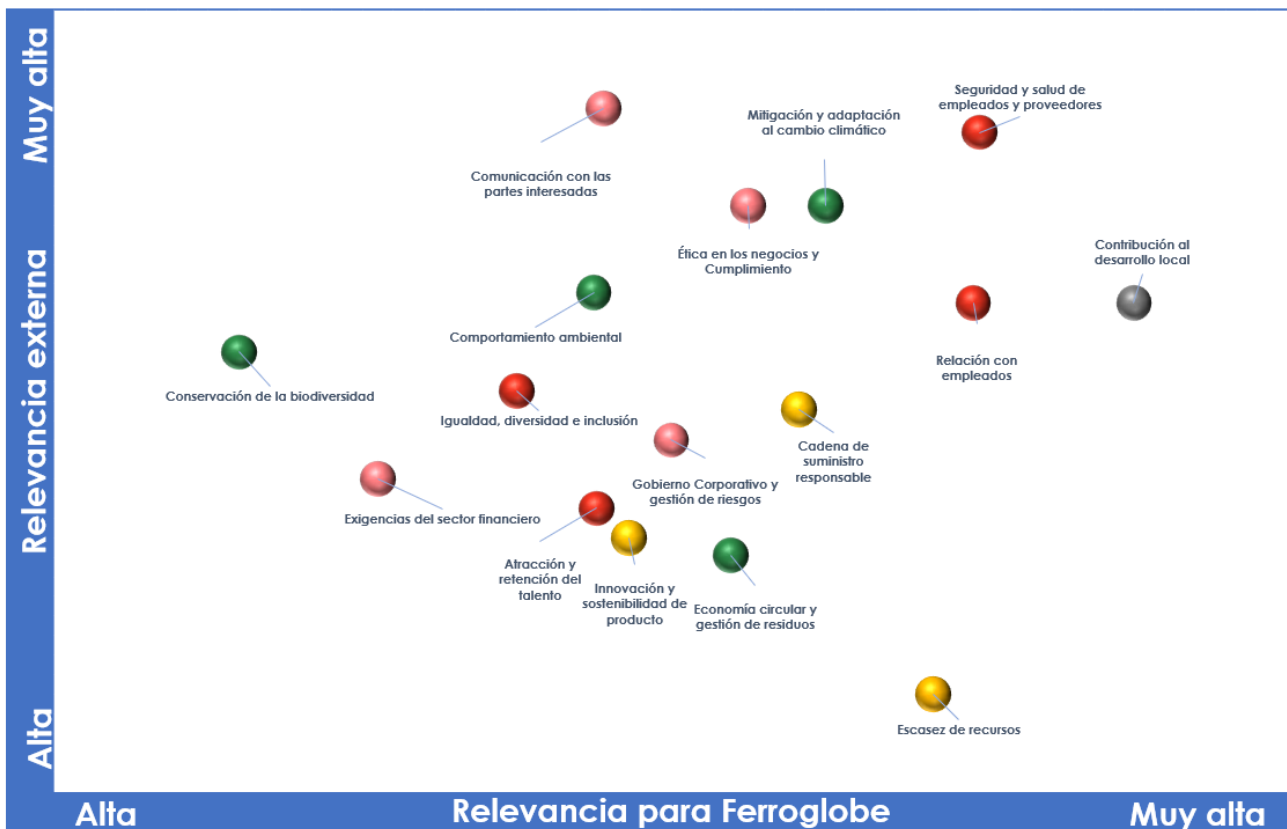 Muy alta
Relevancia externa
Alta
Seguridad y salud de
empleados y proveedores
Mitigación y adaptación
al cambio climático
Comunicación con las
partes interesadas
Ética en los negocios y
Cumplimiento
Contribución al
desarrollo local
Comportamiento ambiental
Relación con
empleados
Conservación de la biodiversidad
Igualdad, diversidad e inclusión
Cadena de
suministro
responsable
Gobierno Corporativo y
gestión de riesgos
Exigencias del sector financiero
Atracción y
retención del
talento
Innovación y
sostenibilidad de
producto
Economía circular y
gestión de residuos
Escasez de recursos
Alta
Relevancia para Ferroglobe
Muy alta